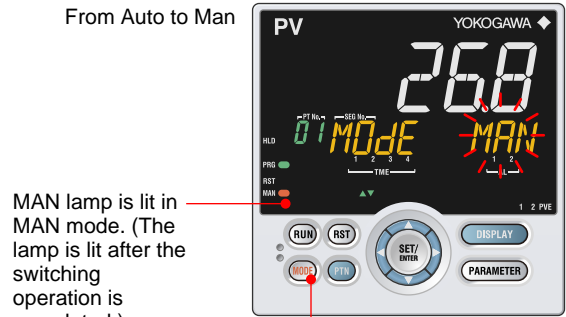 From Auto to Man
PV
YOKOGAWA
26.8
PT No.
SEG No.
01 MOdE MAN
HLD
1 2 3 4
1 2
PRG
TME
RST
MAN
1 2 PVE
MAN lamp is lit in
MAN mode. (The
lamp is lit after the
switching
operation is
RUN
RST
DISPLAY
SET/
ENTER
MODE
PTN
PARAMETER